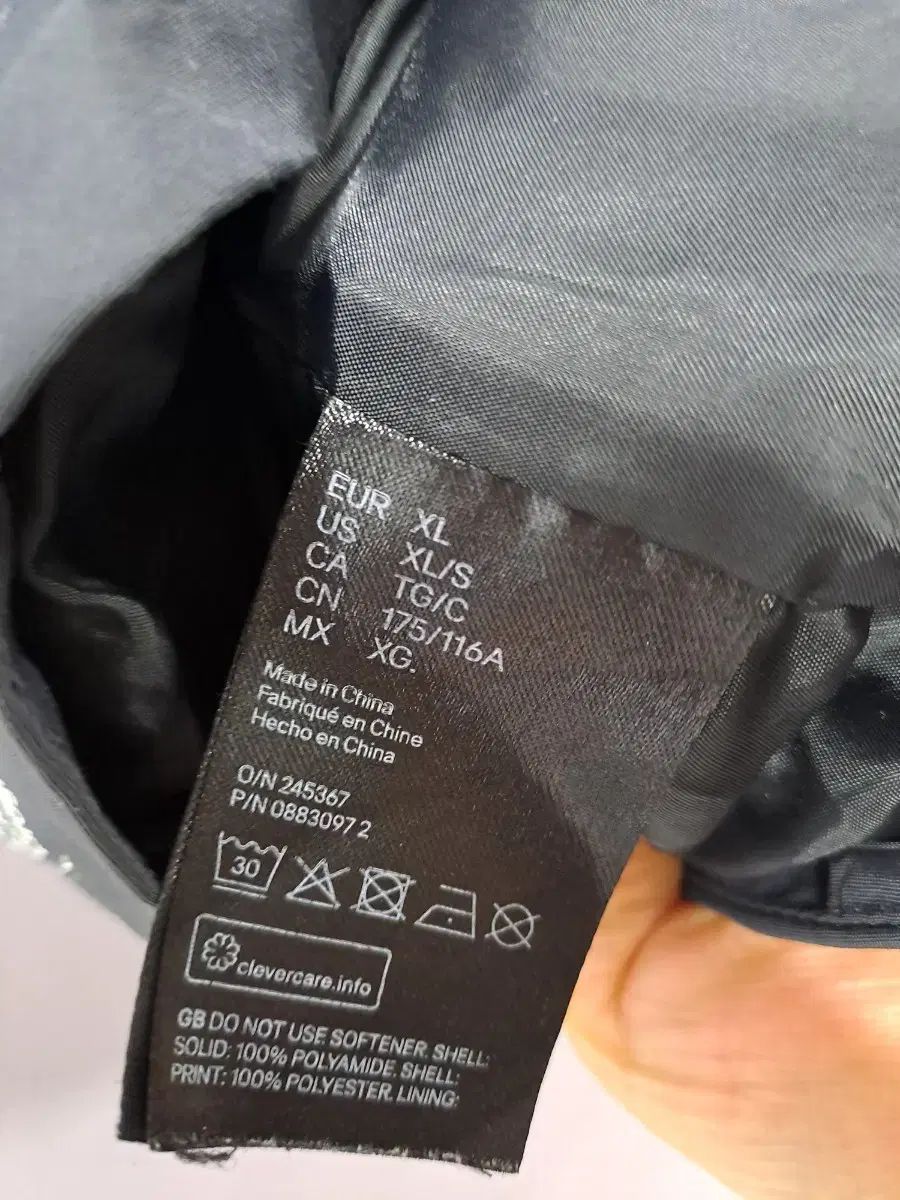 EUR XL
US XL/S
CA TG/C
CN 175/116A
MX XG.
Made in China
Fabriqué en Chine
Hecho en China
O/N 245367
P/N 0883097 2
30
clevercare.info
GB DO NOT USE SOFTENER. SHELL:
SOLID: 100% POLYAMIDE. SHELL:
PRINT: 100% POLYESTER. LINING: